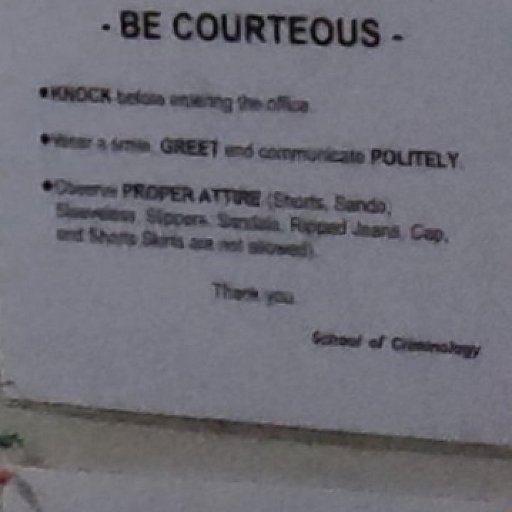 - BE COURTEOUS -
•KNOCK before entering the office.
•Wear a smile, GREET and communicate POLITELY.
•Observe PROPER ATTIRE (Shorts, Sando,
Sleeveless, Slippers, Sandals, Ripped Jeans, Cap,
and Shorts Skirts are not allowed).
Thank you.
School of Criminology